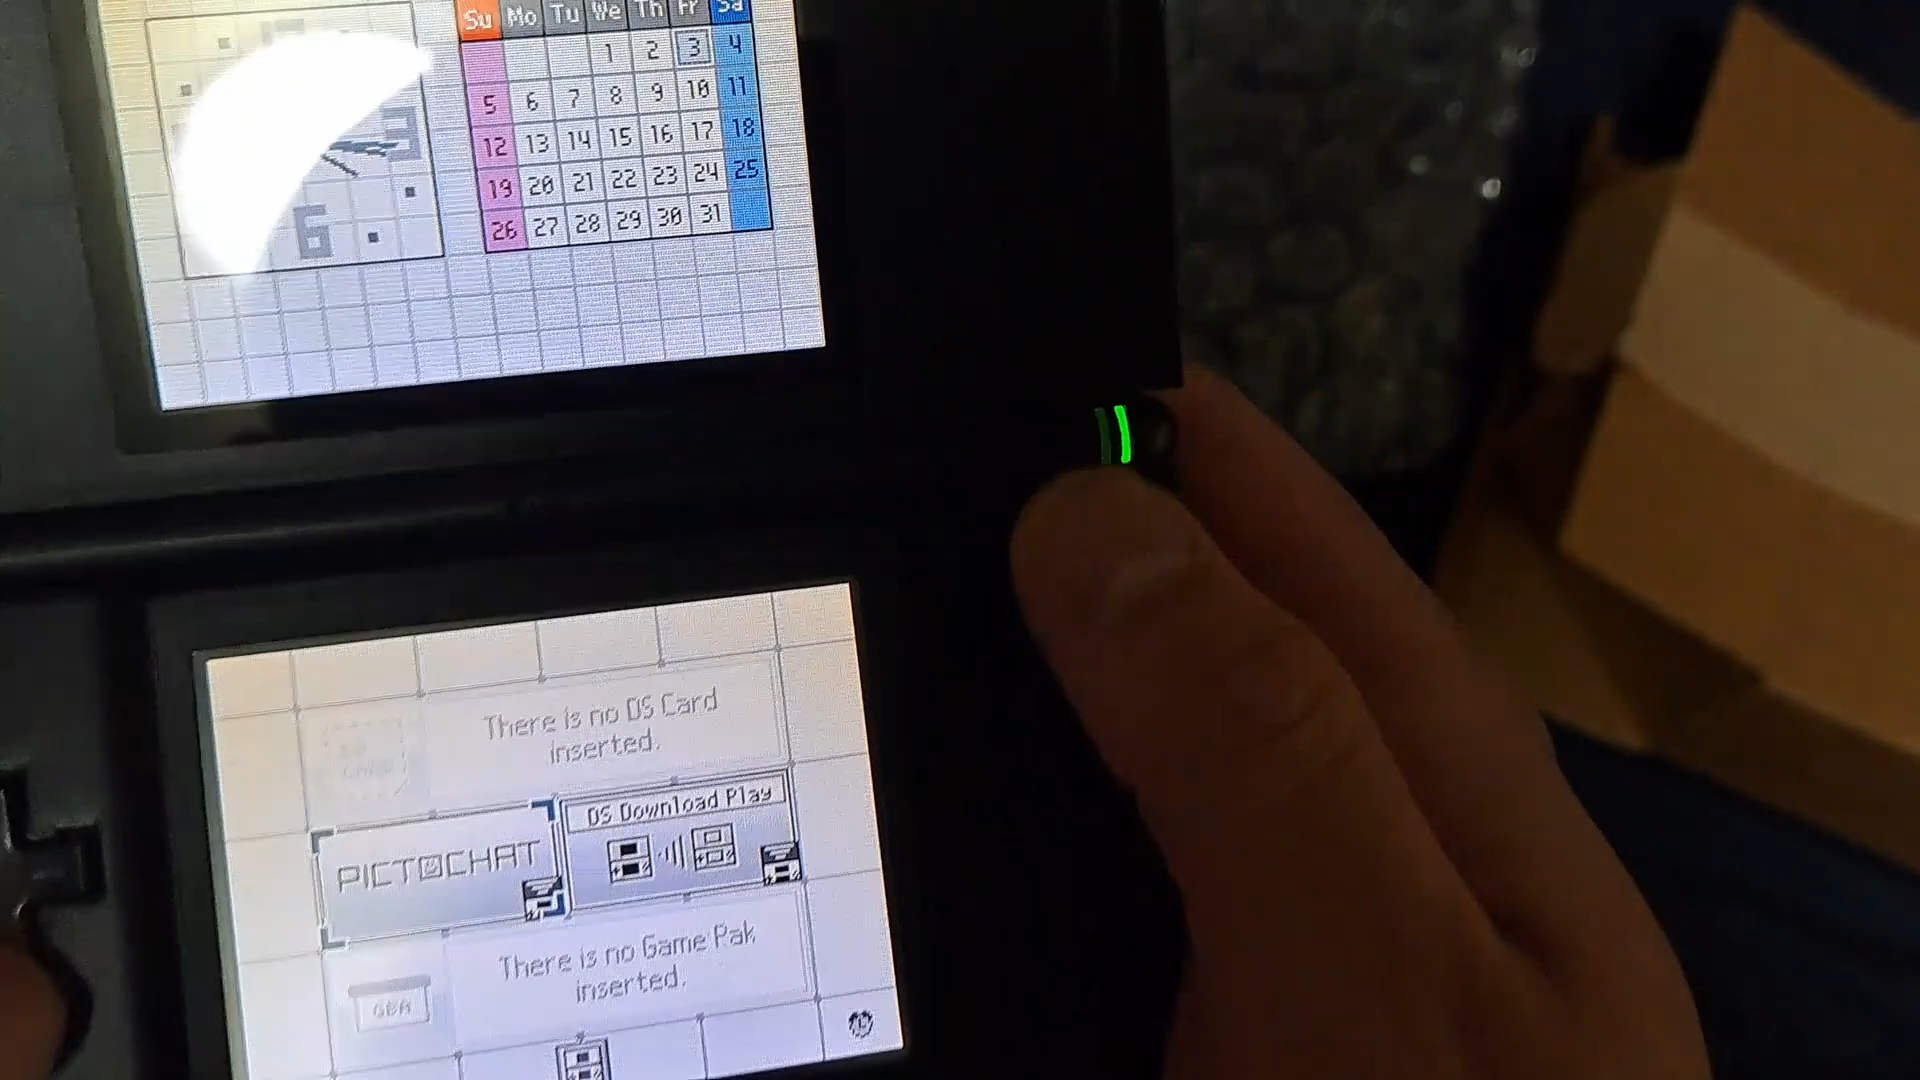 Su Mo Tu We Th Fr Sa
1 2 3 4
5 6 7 8 9 10 11
3
12 13 14 15 16 17 18
19 20 21 22 23 24 25
6
26 27 28 29 30 31
There is no DS Card
inserted.
DS Download Play
PICTOCHAT
There is no Game Pak
inserted.
GBA